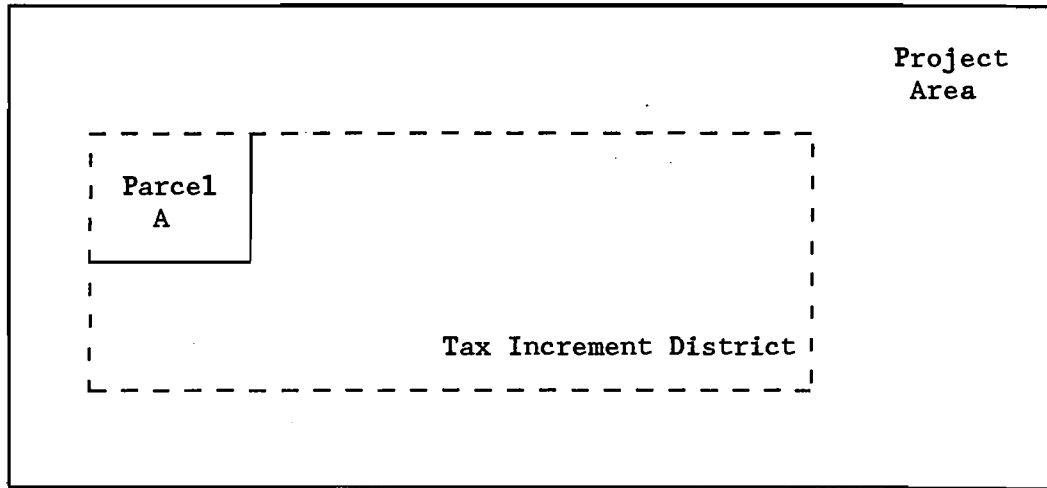 Project
Area
Parcel
A
Tax Increment District